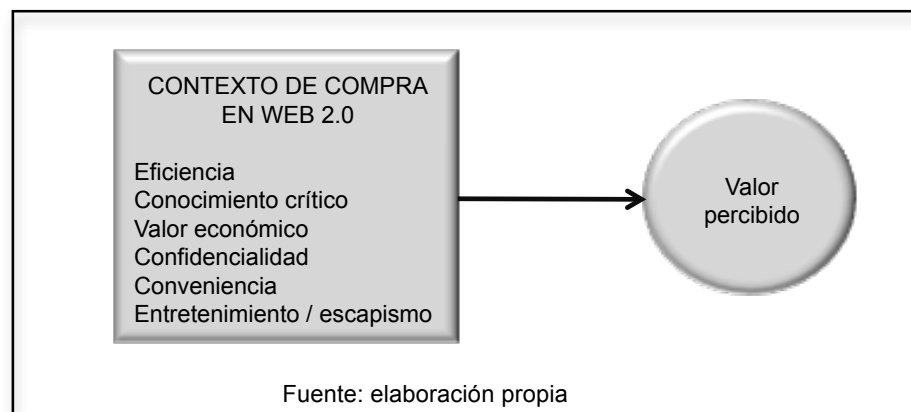 CONTEXTO DE COMPRA
EN WEB 2.0
Eficiencia
Conocimiento crítico
Valor económico
Confidencialidad
Conveniencia
Entretenimiento / escapismo
Valor
percibido
Fuente: elaboración propia